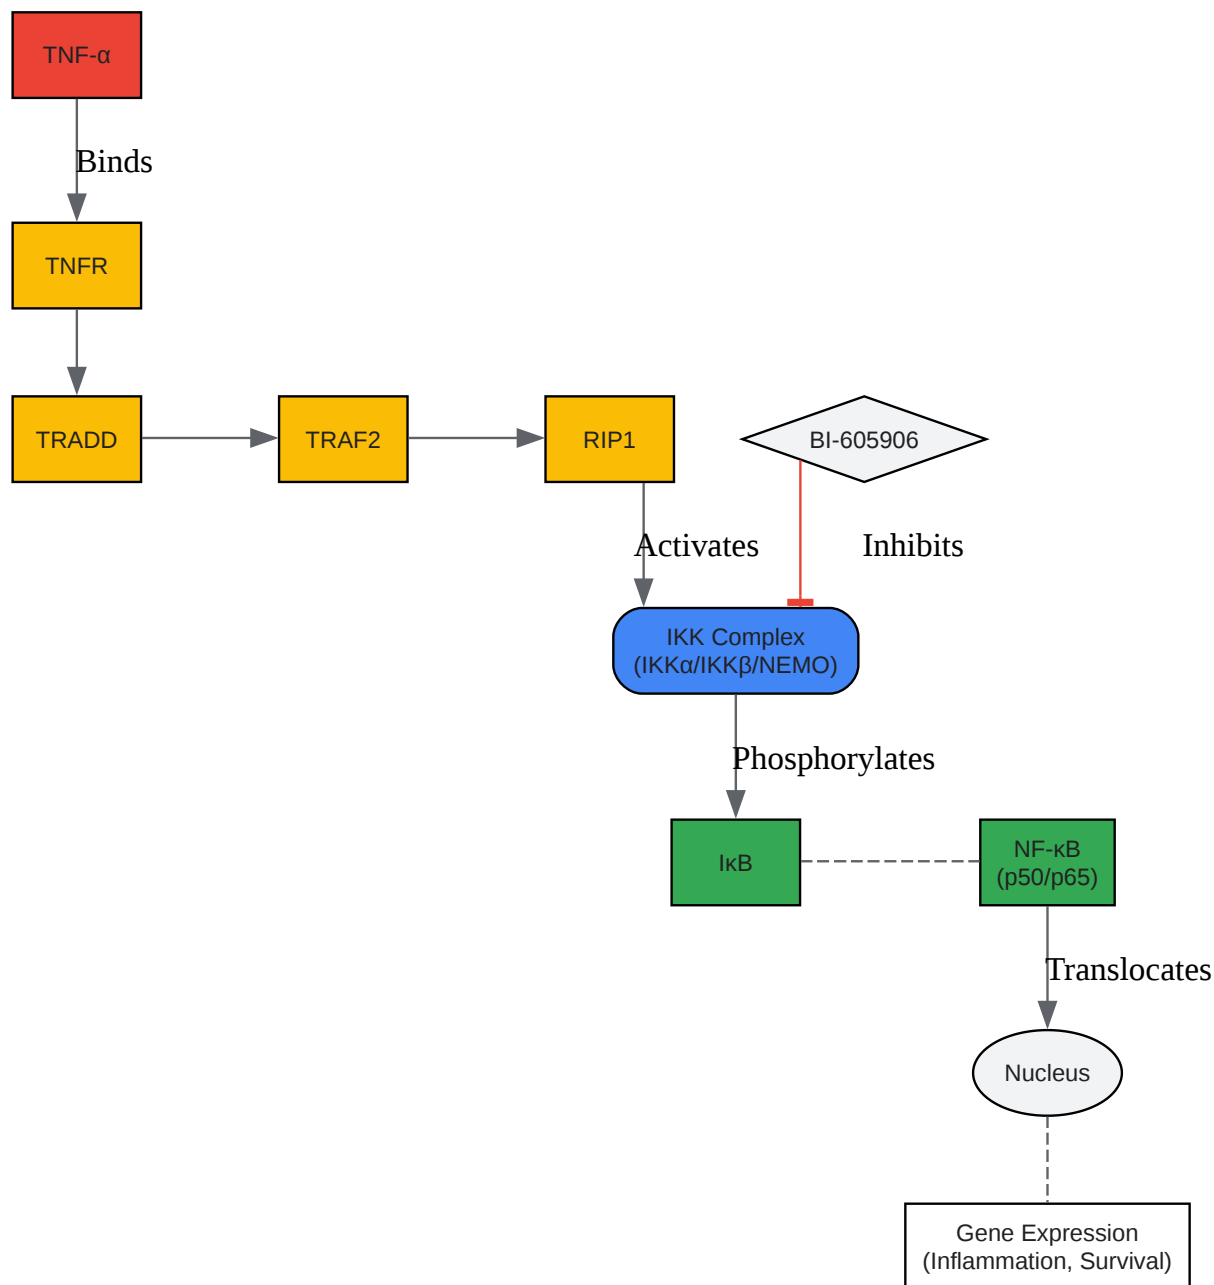 TNF-α
Binds
TNFR
TRADD
TRAF2
RIP1
BI-605906
Activates
Inhibits
IKK Complex
(IKKα/IKKβ/NEMO)
Phosphorylates
IκB
NF-κB
(p50/p65)
Translocates
Nucleus
Gene Expression
(Inflammation, Survival)